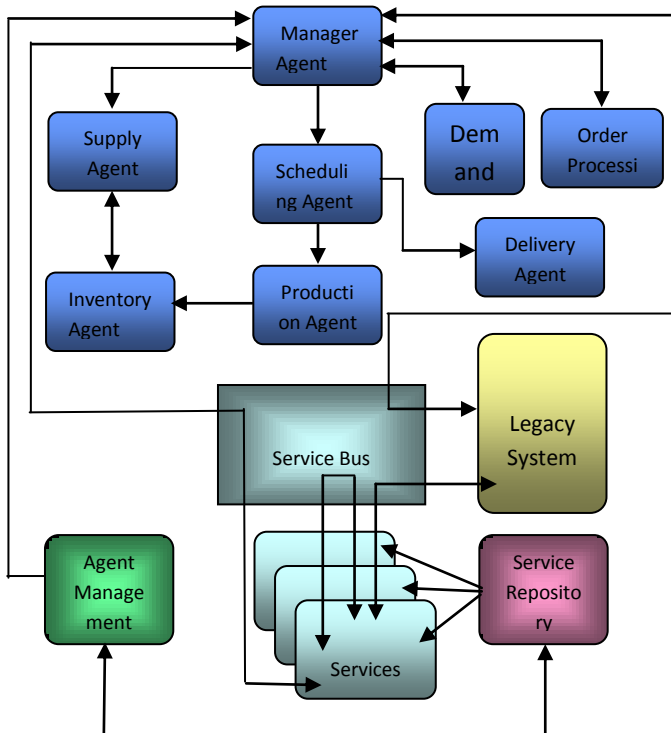 Manager
Agent
Supply
Agent
Scheduli
ng Agent
Dem
and
Order
Processi
Delivery
Agent
Inventory
Agent
Producti
on Agent
Service Bus
Legacy
System
Agent
Manage
ment
Service
Reposito
ry
Services